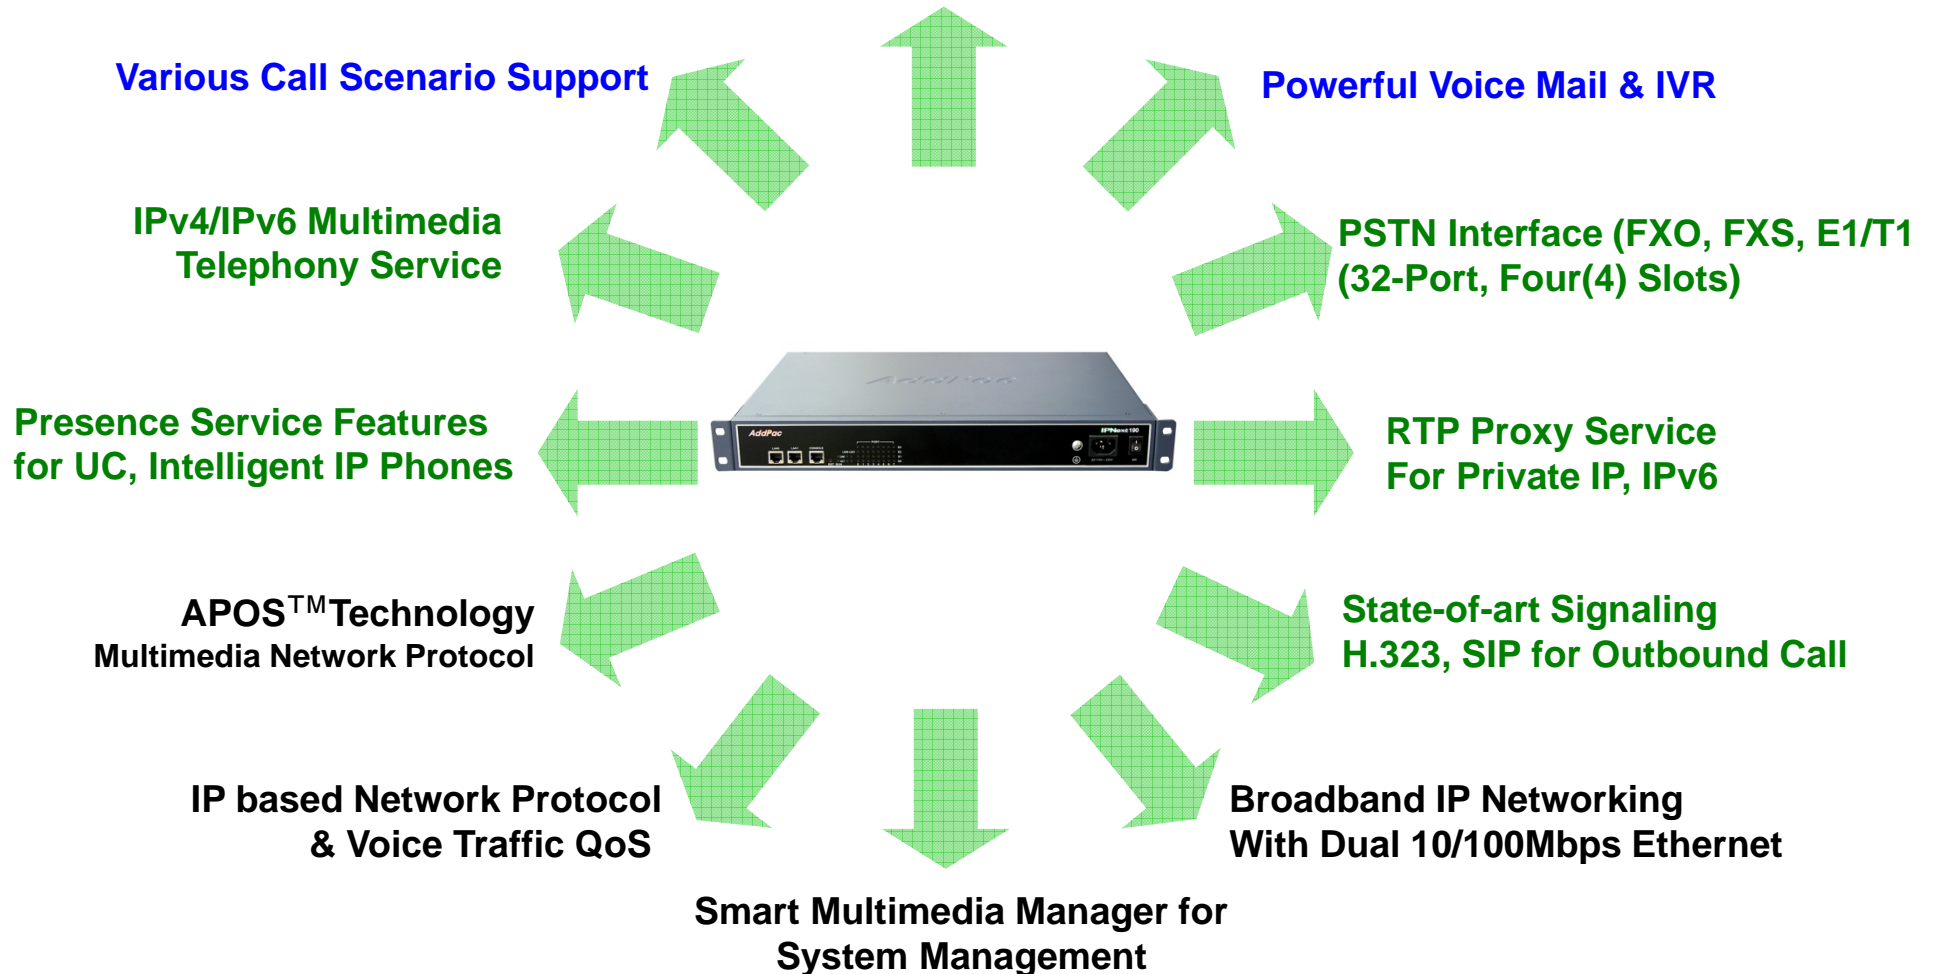 Various Call Scenario Support
Powerful Voice Mail & IVR
IPv4/IPv6 Multimedia
Telephony Service
PSTN Interface (FXO, FXS, E1/T1
(32-Port, Four(4) Slots)
AddPac
AddPac
IPNext190
Presence Service Features
for UC, Intelligent IP Phones
RTP Proxy Service
For Private IP, IPv6
APOS™Technology
Multimedia Network Protocol
State-of-art Signaling
H.323, SIP for Outbound Call
IP based Network Protocol
& Voice Traffic QoS
Broadband IP Networking
With Dual 10/100Mbps Ethernet
Smart Multimedia Manager for
System Management